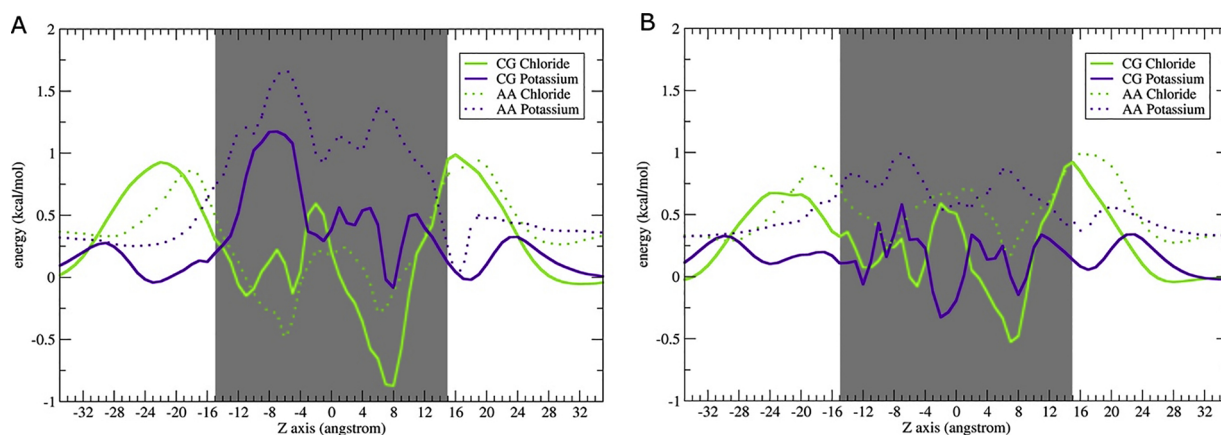 A
2
1.5
1
0.5
0
-0.5
-1
energy (kcal/mol)
CG Chloride
CG Potassium
AA Chloride
AA Potassium
-32 -28 -24 -20 -16 -12 -8 -4 0 4 8 12 16 20 24 28 32
Z axis (angstrom)
B
2
1.5
1
0.5
0
-0.5
-1
energy (kcal/mol)
CG Chloride
CG Potassium
AA Chloride
AA Potassium
-32 -28 -24 -20 -16 -12 -8 -4 0 4 8 12 16 20 24 28 32
Z axis (angstrom)